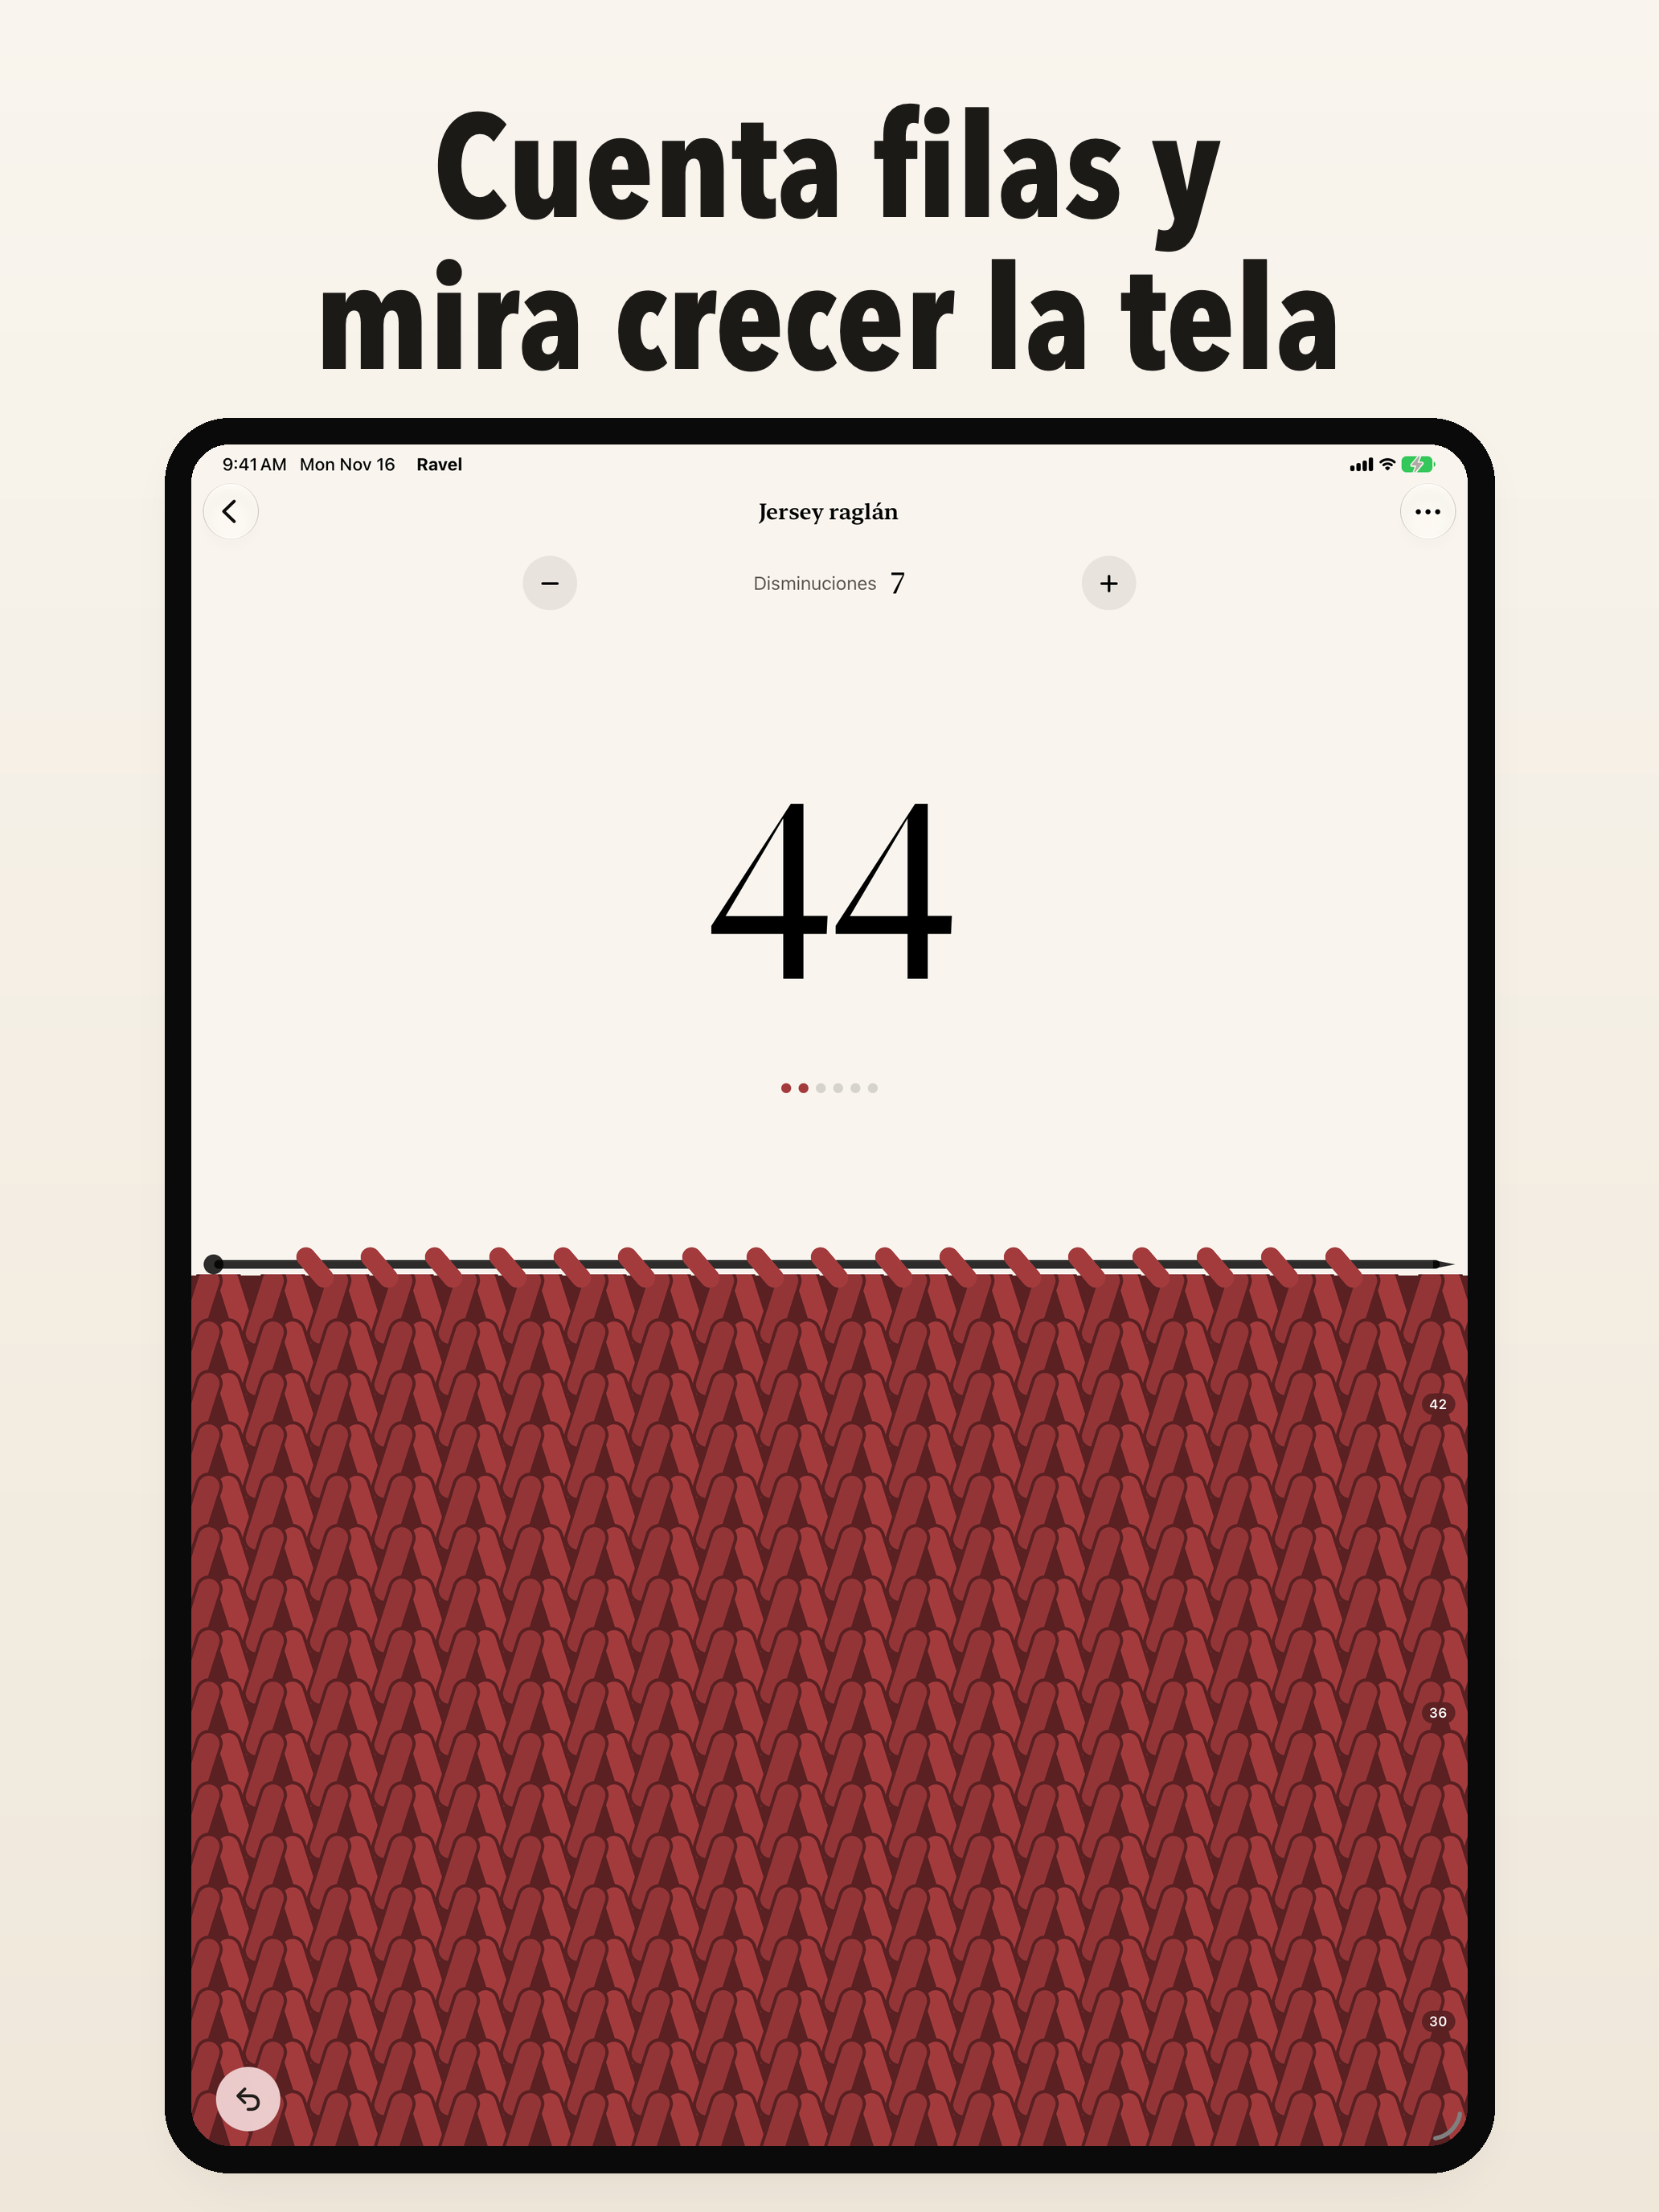 Cuenta filas y
mira crecer la tela
9:41 AM Mon Nov 16 Ravel
Jersey raglán
Disminuciones 7
44
42
36
30